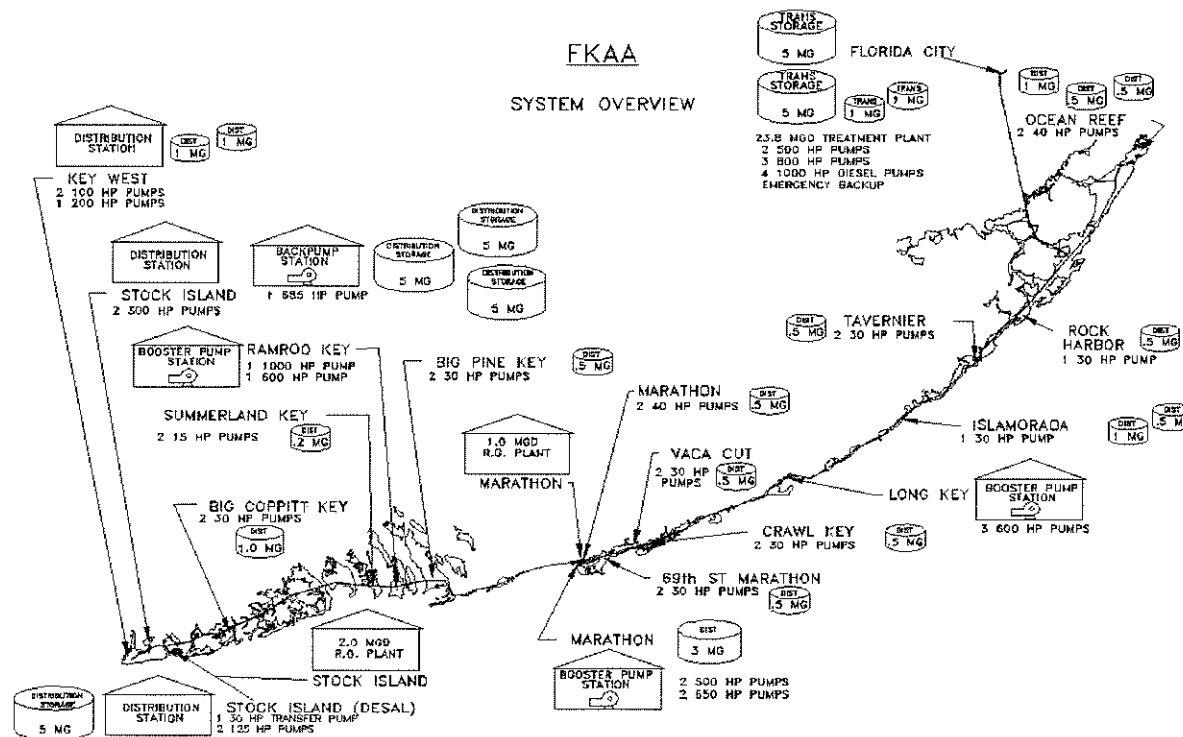 FKAA
SYSTEM OVERVIEW
TRANS
STORAGE
5 MG
TRANS
STORAGE
5 MG
TRANS
1 MG
TRANS
1 MG
FLORIDA CITY
23.8 MGD TREATMENT PLANT
2 500 HP PUMPS
3 800 HP PUMPS
4 1000 HP DIESEL PUMPS
EMERGENCY BACKUP
DIST
1 MG
DIST
.5 MG
DIST
.5 MG
OCEAN REEF
2 40 HP PUMPS
DISTRIBUTION
STATION
DIST
1 MG
DIST
1 MG
KEY WEST
2 100 HP PUMPS
1 200 HP PUMPS
DISTRIBUTION
STATION
STOCK ISLAND
2 300 HP PUMPS
BACKPUMP
STATION
1 685 HP PUMP
DISTRIBUTION
STORAGE
5 MG
DISTRIBUTION
STORAGE
5 MG
DISTRIBUTION
STORAGE
5 MG
BOOSTER PUMP
STATION
RAMROD KEY
1 1000 HP PUMP
1 600 HP PUMP
BIG PINE KEY
2 30 HP PUMPS
DIST
.5 MG
SUMMERLAND KEY
2 15 HP PUMPS
DIST
.2 MG
BIG COPPITT KEY
2 30 HP PUMPS
DIST
1.0 MG
1.0 MGD
R.O. PLANT
MARATHON
MARATHON
2 40 HP PUMPS
DIST
.5 MG
VACA CUT
2 30 HP
PUMPS
DIST
.5 MG
DIST
.5 MG
TAVERNIER
2 30 HP PUMPS
ROCK
HARBOR
1 30 HP PUMP
DIST
.5 MG
ISLAMORADA
1 30 HP PUMP
DIST
1 MG
DIST
.5 M
LONG KEY
BOOSTER PUMP
STATION
3 600 HP PUMPS
CRAWL KEY
2 30 HP PUMPS
DIST
.5 MG
69th ST MARATHON
2 30 HP PUMPS
DIST
.5 MG
MARATHON
DIST
3 MG
BOOSTER PUMP
STATION
2 500 HP PUMPS
2 650 HP PUMPS
2.0 MGD
R.O. PLANT
STOCK ISLAND
DISTRIBUTION
STORAGE
5 MG
DISTRIBUTION
STATION
STOCK ISLAND (DESAL)
1 30 HP TRANSFER PUMP
2 125 HP PUMPS